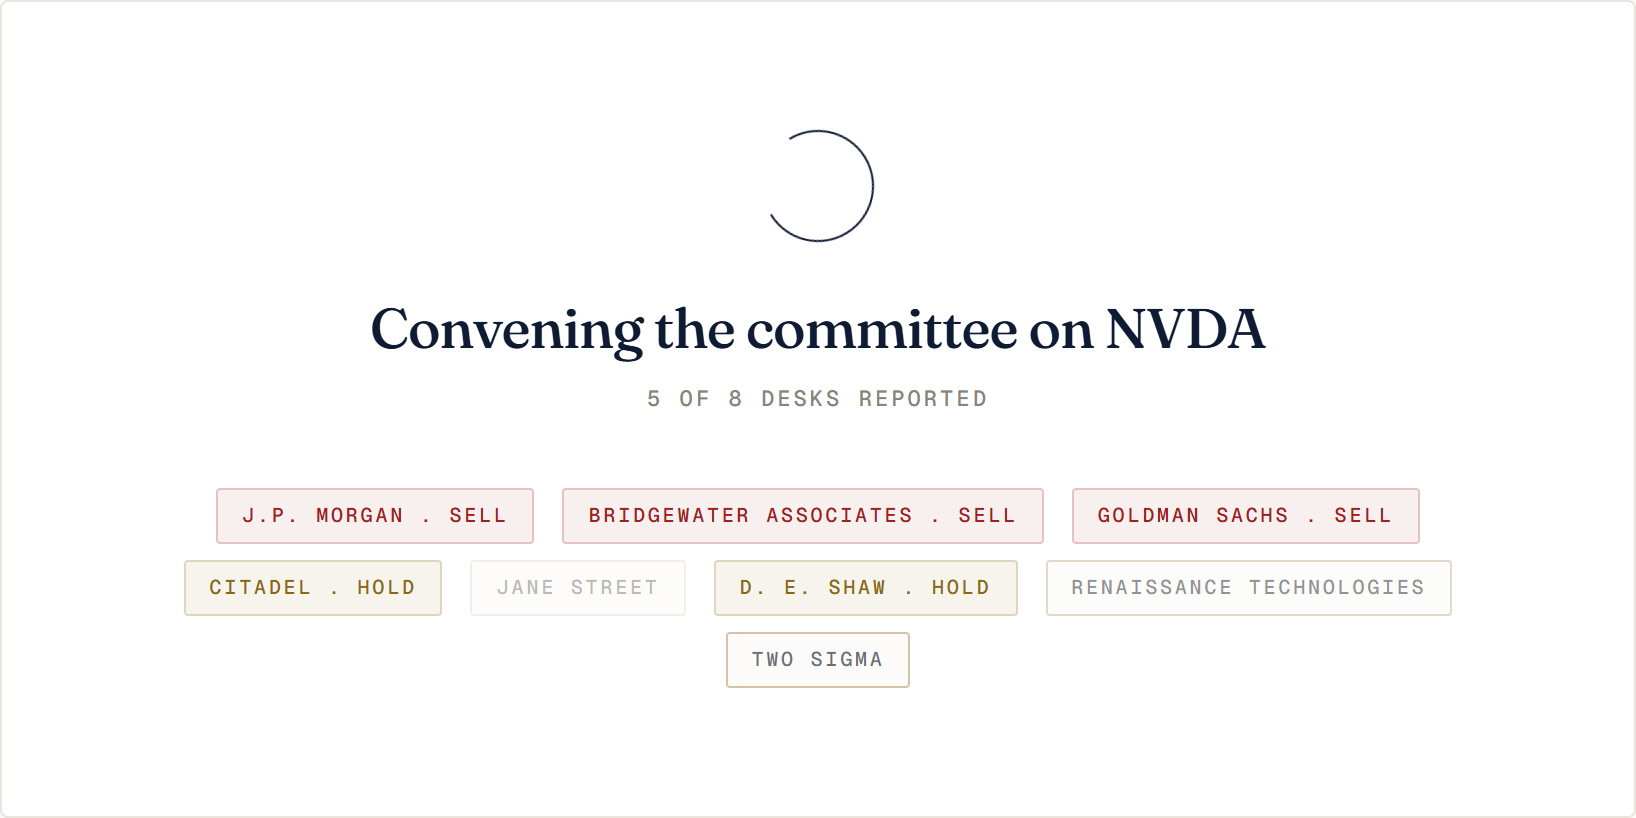 Convening the committee on NVDA
5 OF 8 DESKS REPORTED
J.P. MORGAN . SELL
BRIDGEWATER ASSOCIATES . SELL
GOLDMAN SACHS . SELL
CITADEL . HOLD
JANE STREET
D. E. SHAW . HOLD
RENAISSANCE TECHNOLOGIES
TWO SIGMA